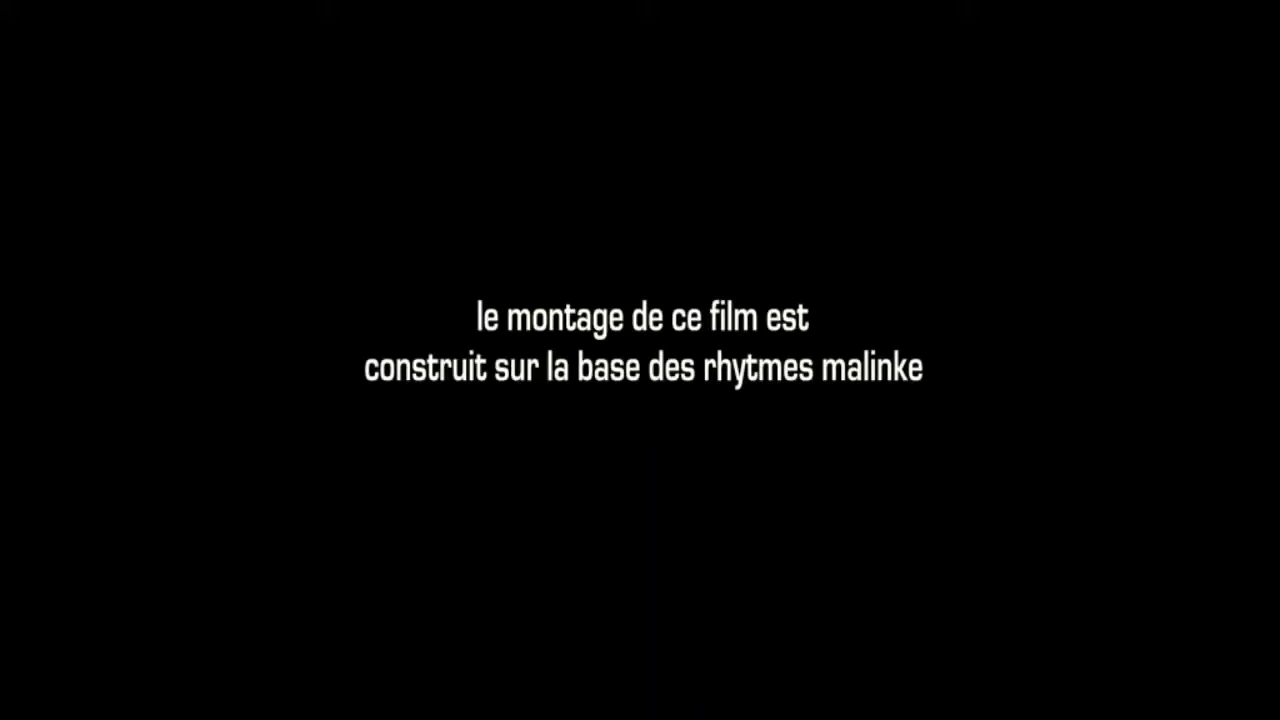 le montage de ce film est
construit sur la base des rhytmes malinke